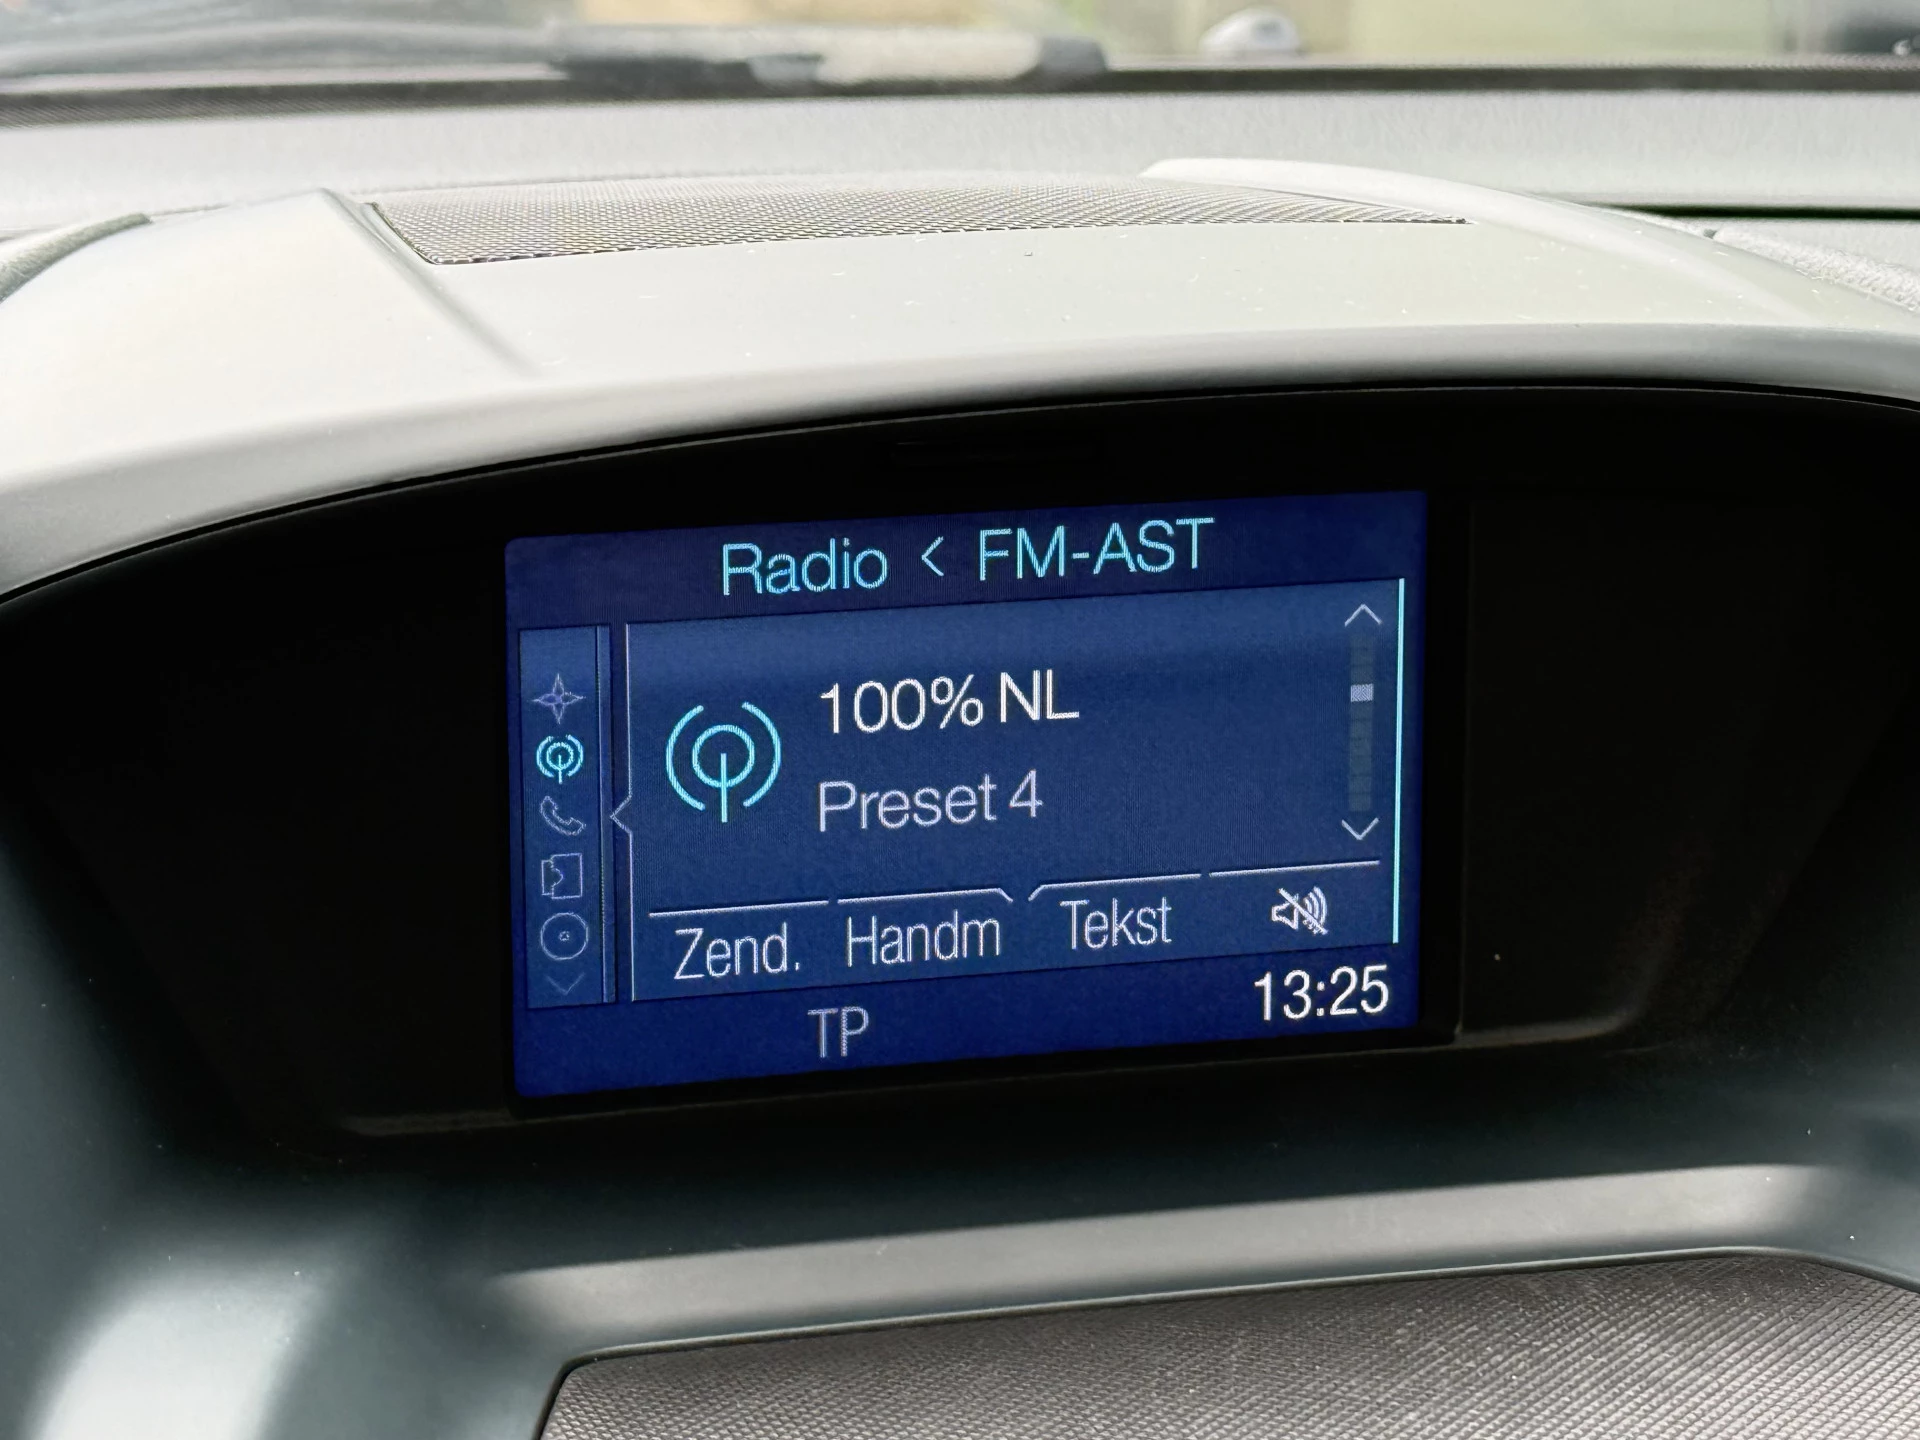 Radio < FM-AST
100% NL
Preset 4
Zend. Handm Tekst
TP 13:25